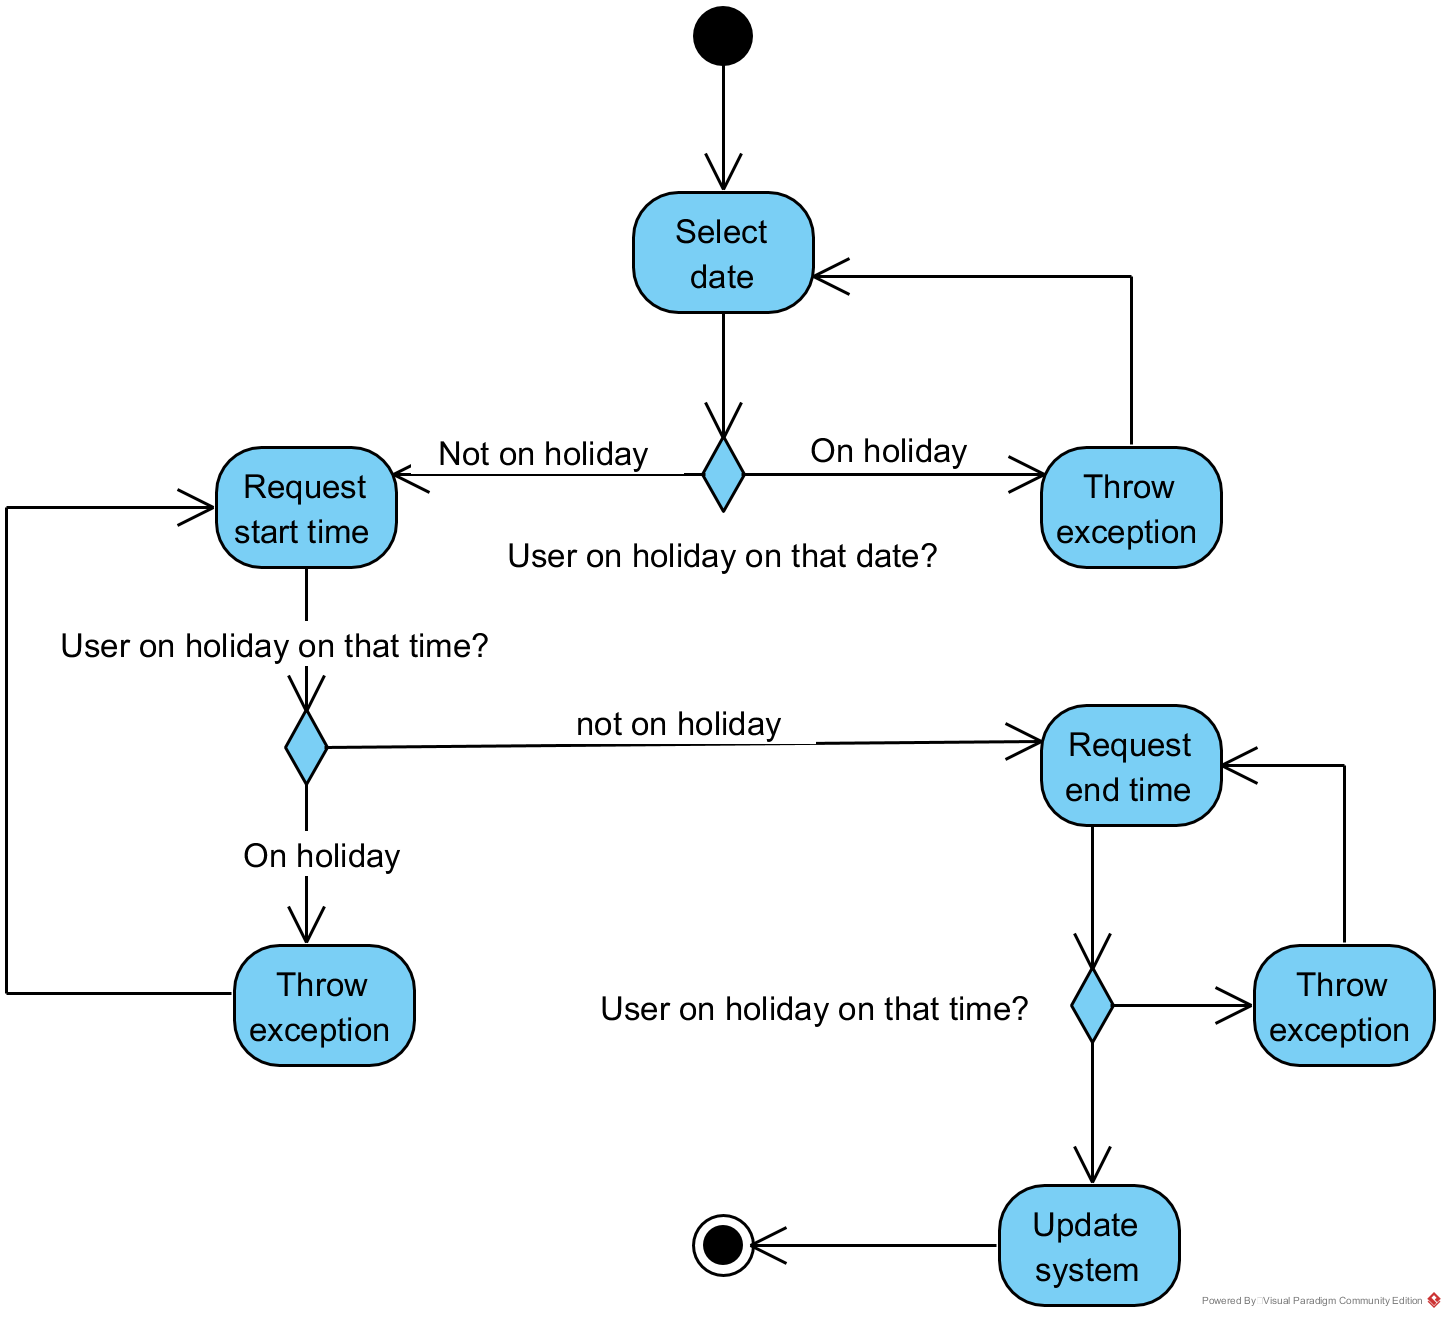 Select
date
Not on holiday
On holiday
Request
start time
Throw
exception
User on holiday on that date?
User on holiday on that time?
not on holiday
Request
end time
On holiday
Throw
exception
User on holiday on that time?
Throw
exception
Update
system
Powered By Visual Paradigm Community Edition